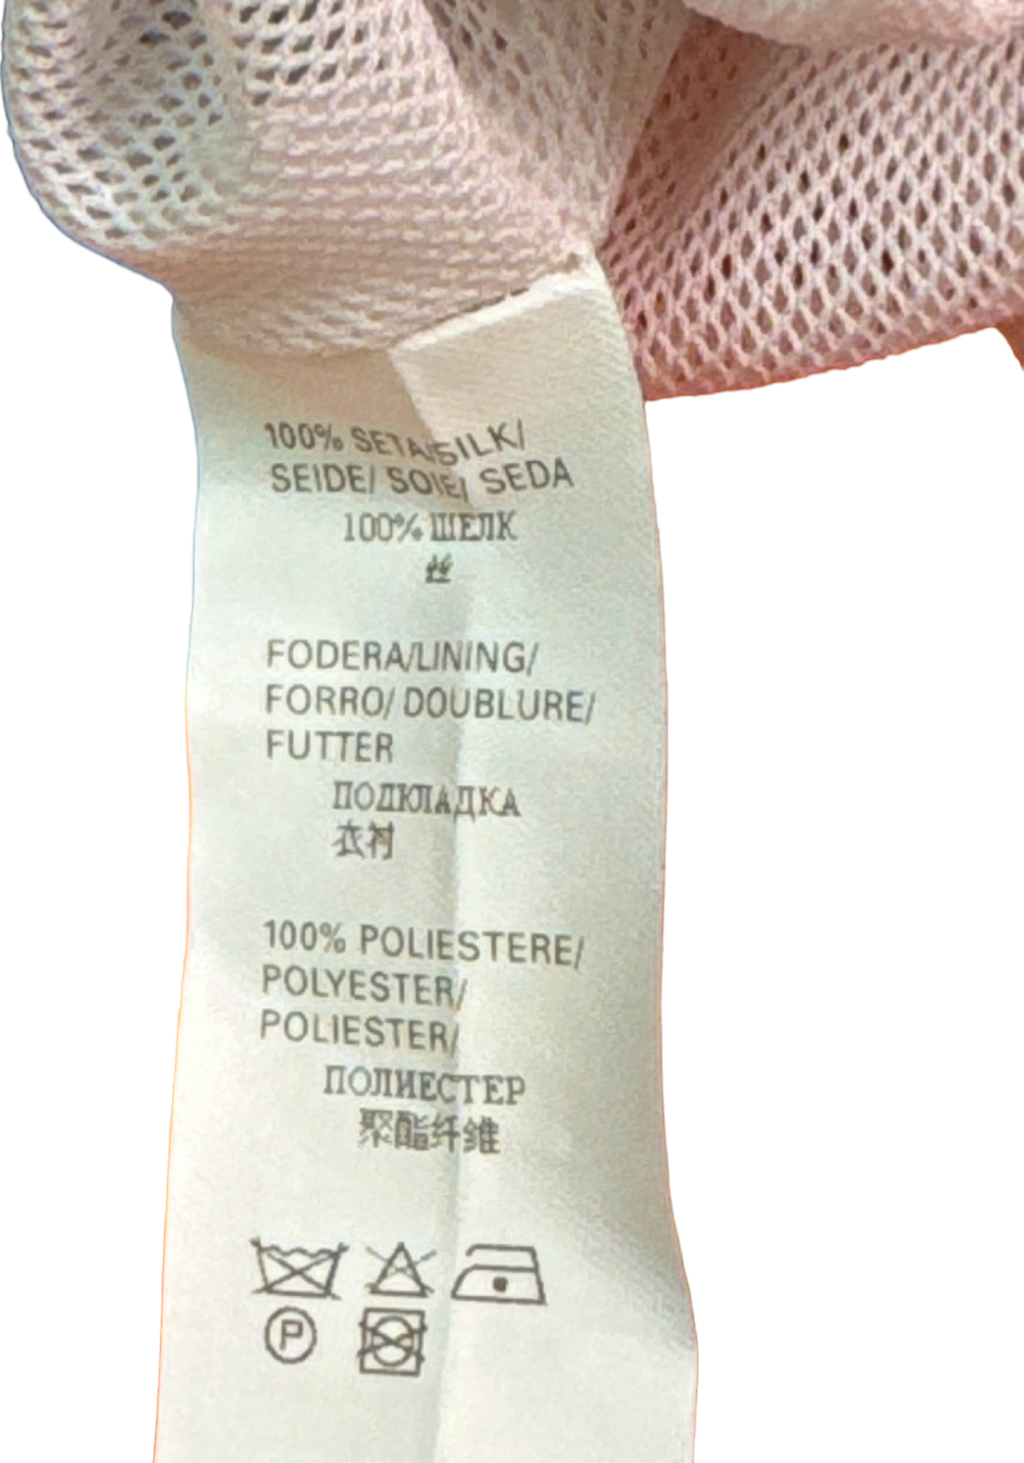 100% SETA/SILK/
SEIDE/ SOIE/ SEDA
100% ШЕЛК
丝
FODERA/LINING/
FORRO/ DOUBLURE/
FUTTER
ПОДКЛАДКА
衣衬
100% POLIESTERE/
POLYESTER/
POLIESTER/
ПОЛИЕСТЕР
聚酯纤维
P